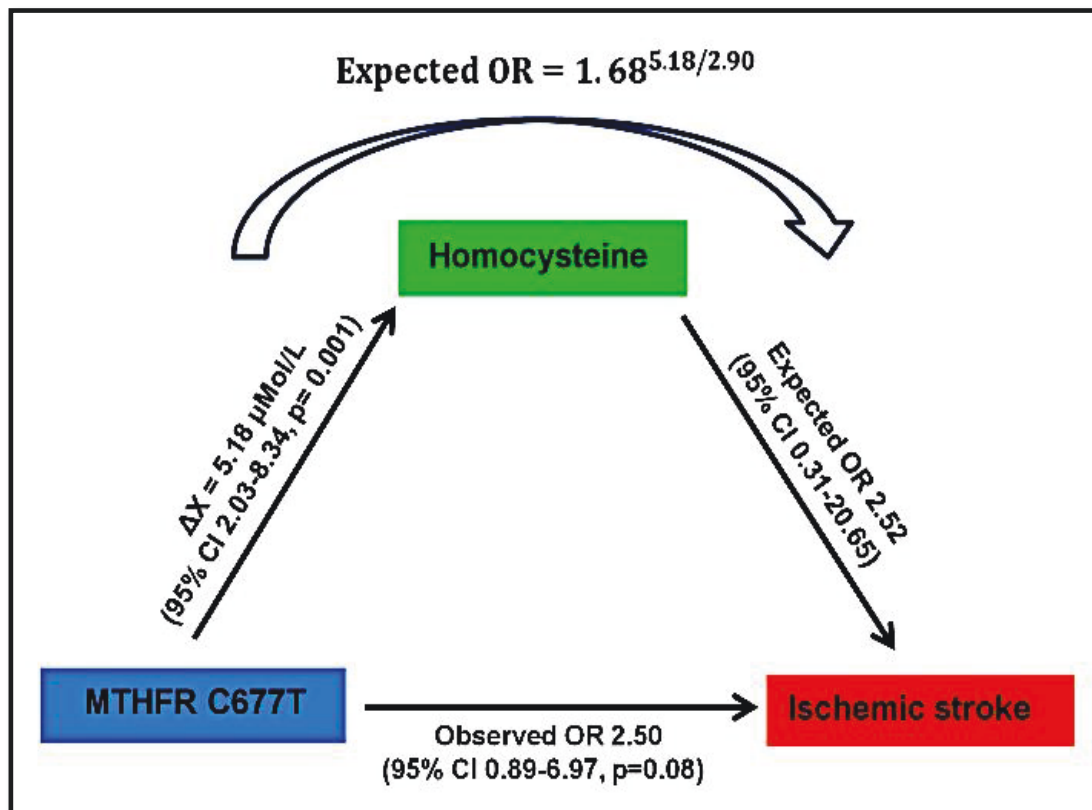 Expected OR = 1.68^5.18/2.90
Homocysteine
ΔX = 5.18 µMol/L
(95% CI 2.03-8.34, p= 0.001)
Expected OR 2.52
(95% CI 0.31-20.65)
MTHFR C677T
Ischemic stroke
Observed OR 2.50
(95% CI 0.89-6.97, p=0.08)